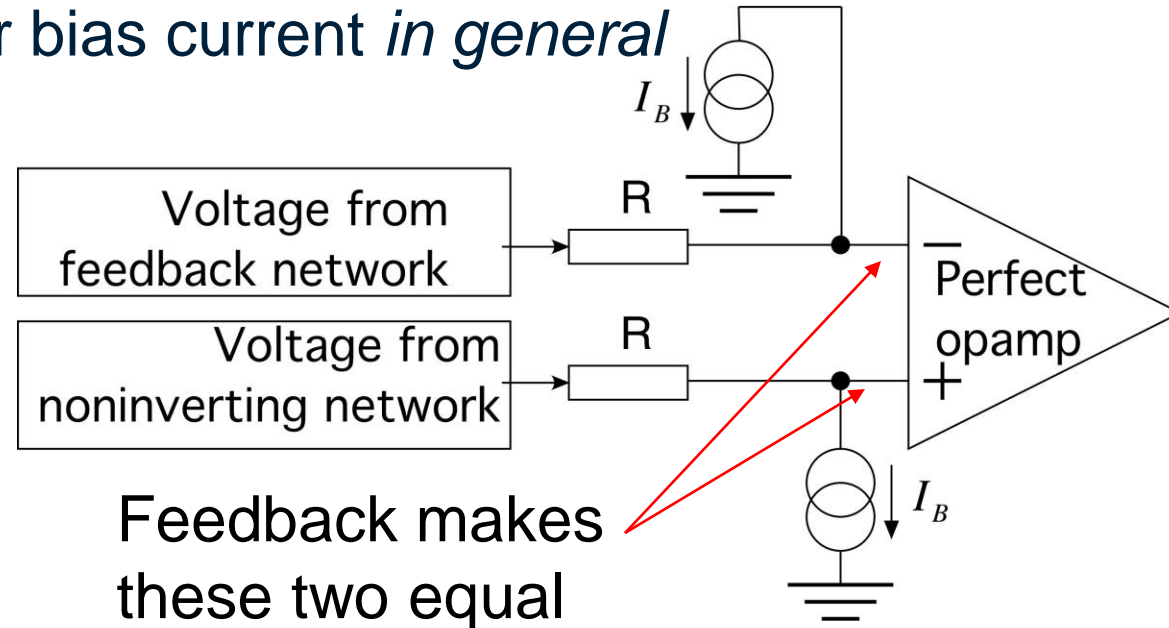 r bias current in general
I_B
R
Voltage from
feedback network
R
Voltage from
noninverting network
−
Perfect
opamp
+
I_B
Feedback makes
these two equal